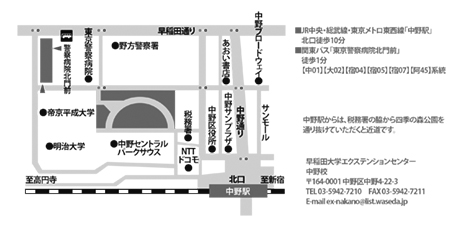 早稲田通り
警察病院北門前
東京警察病院
野方警察署
あおい書店
中野ブロードウェイ
帝京平成大学
明治大学
中野セントラル
パークサウス
税務署
NTT
ドコモ
中野区役所
中野サンプラザ
中野通り
サンモール
至高円寺
北口
中野駅
至新宿
■JR中央・総武線・東京メトロ東西線「中野駅」
北口徒歩10分
■関東バス「東京警察病院北門前」
徒歩1分
【中01】【大02】【宿04】【宿05】【宿07】【阿45】系統
中野駅からは、税務署の脇から四季の森公園を
通り抜けていただくと近道です.
早稲田大学エクステンションセンター
中野校
〒164-0001 中野区中野4-22-3
TEL 03-5942-7210　FAX 03-5942-7211
E-mail ex-nakano@list.waseda.jp